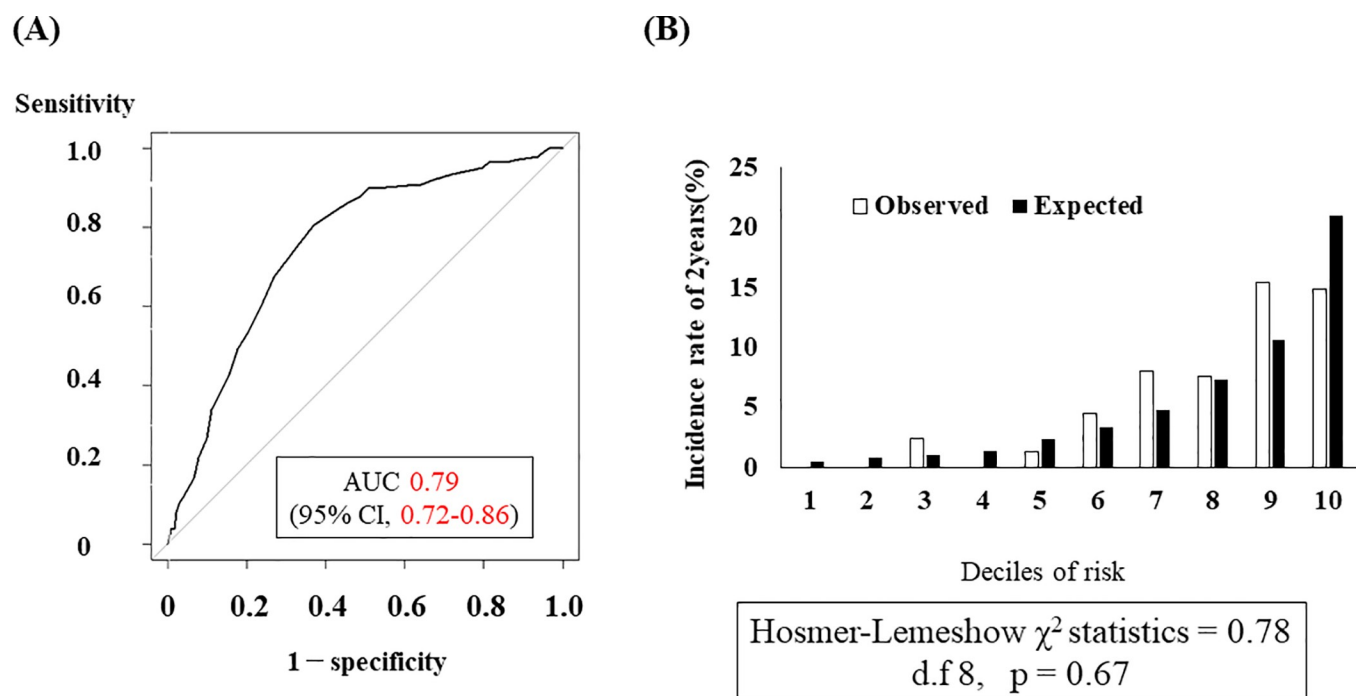 (A)
Sensitivity
1.0
0.8
0.6
0.4
0.2
0
AUC 0.79
(95% CI, 0.72-0.86)
0 0.2 0.4 0.6 0.8 1.0
1 − specificity
(B)
Incidence rate of 2years(%)
25
20
15
10
5
0
Observed Expected
1 2 3 4 5 6 7 8 9 10
Deciles of risk
Hosmer-Lemeshow χ² statistics = 0.78
d.f 8, p = 0.67